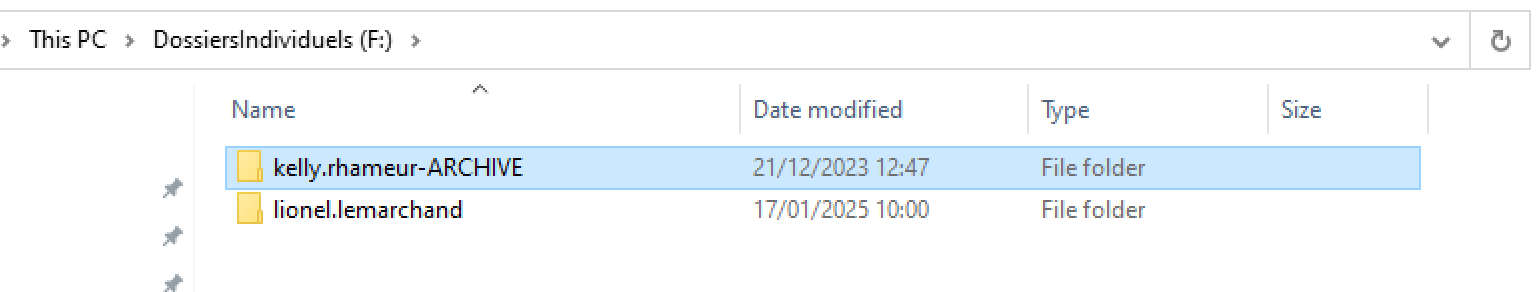 This PC > DossiersIndividuels (F:) >
Name Date modified Type Size
kelly.rhameur-ARCHIVE 21/12/2023 12:47 File folder
lionel.lemarchand 17/01/2025 10:00 File folder